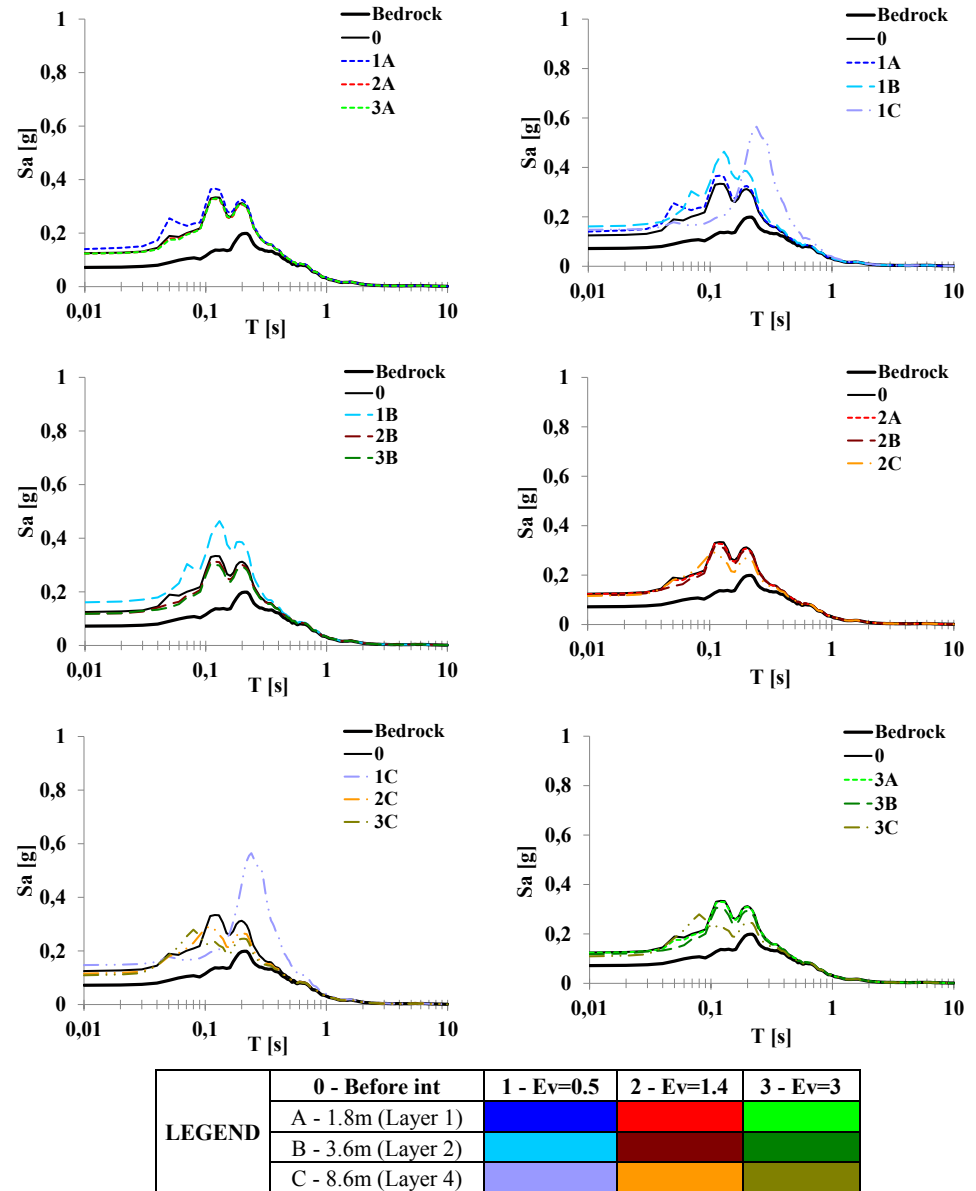 1
0,8
0,6
0,4
0,2
0
Sa [g]
0,01
0,1
1
10
T [s]
Bedrock
0
1A
2A
3A
1
0,8
0,6
0,4
0,2
0
Sa [g]
0,01
0,1
1
10
T [s]
Bedrock
0
1A
1B
1C
1
0,8
0,6
0,4
0,2
0
Sa [g]
0,01
0,1
1
10
T [s]
Bedrock
0
1B
2B
3B
1
0,8
0,6
0,4
0,2
0
Sa [g]
0,01
0,1
1
10
T [s]
Bedrock
0
2A
2B
2C
1
0,8
0,6
0,4
0,2
0
Sa [g]
0,01
0,1
1
10
T [s]
Bedrock
0
1C
2C
3C
1
0,8
0,6
0,4
0,2
0
Sa [g]
0,01
0,1
1
10
T [s]
Bedrock
0
3A
3B
3C
LEGEND
0 - Before int 1 - Ev=0.5 2 - Ev=1.4 3 - Ev=3
A - 1.8m (Layer 1)
B - 3.6m (Layer 2)
C - 8.6m (Layer 4)